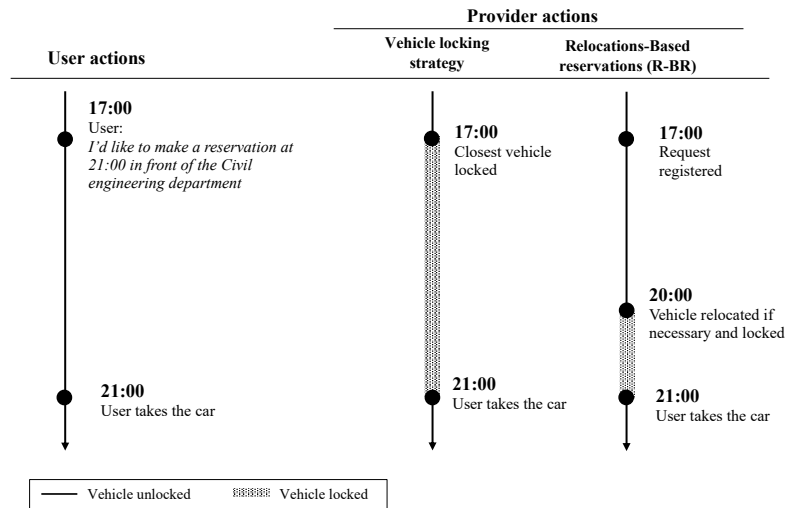 Provider actions
User actions
Vehicle locking
strategy
Relocations-Based
reservations (R-BR)
17:00
User:
I'd like to make a reservation at
21:00 in front of the Civil
engineering department
21:00
User takes the car
17:00
Closest vehicle
locked
21:00
User takes the car
17:00
Request
registered
20:00
Vehicle relocated if
necessary and locked
21:00
User takes the car
Vehicle unlocked
Vehicle locked